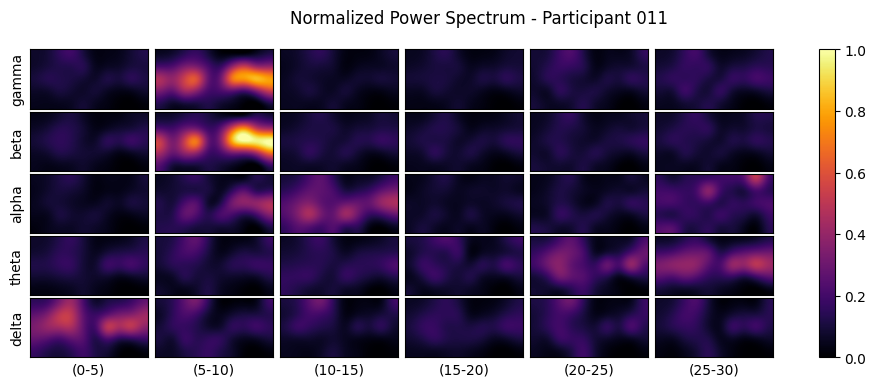 Normalized Power Spectrum - Participant 011
gamma
beta
alpha
theta
delta
(0-5)
(5-10)
(10-15)
(15-20)
(20-25)
(25-30)
1.0
0.8
0.6
0.4
0.2
0.0